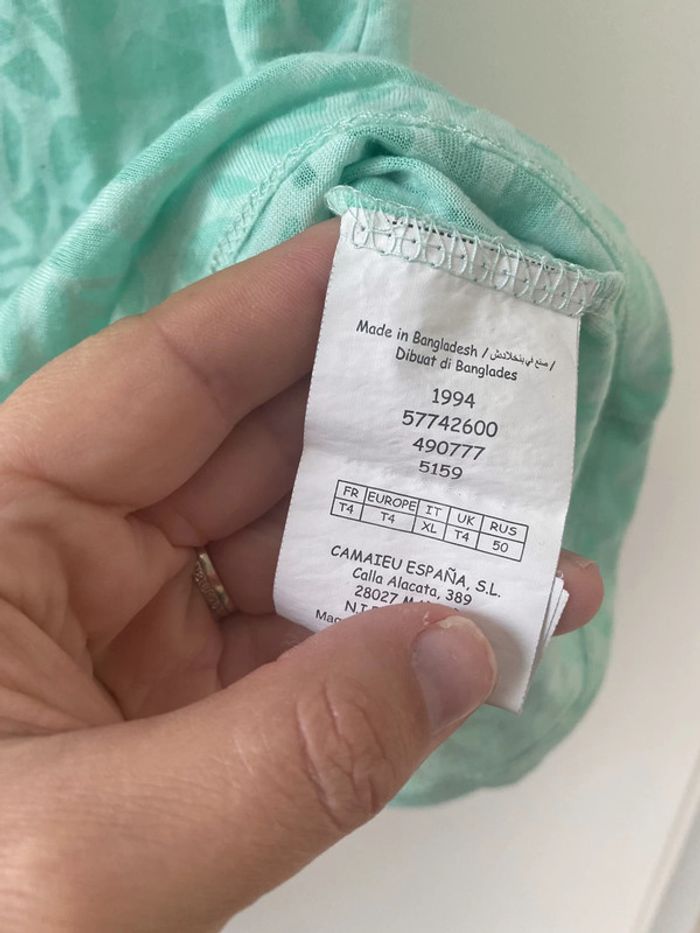 Made in Bangladesh / صنع في بنغلادش /
Dibuat di Banglades
1994
57742600
490777
5159
FR EUROPE IT UK RUS
T4 T4 XL T4 50
CAMAIEU ESPAÑA, S.L.
Calla Alacata, 389
28027